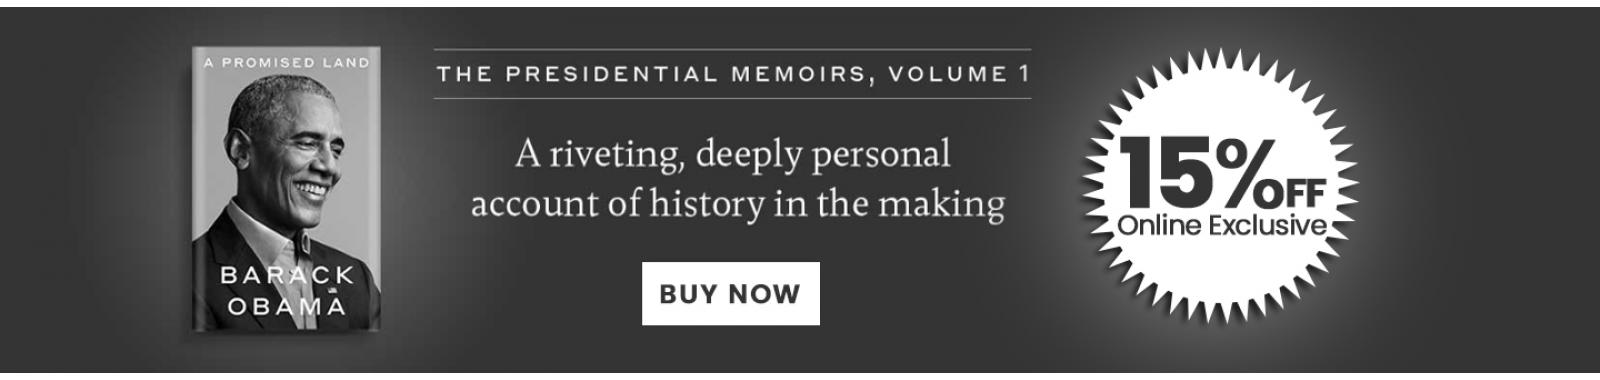 A PROMISED LAND
BARACK
OBAMA
THE PRESIDENTIAL MEMOIRS, VOLUME 1
A riveting, deeply personal
account of history in the making
BUY NOW
15%OFF
Online Exclusive